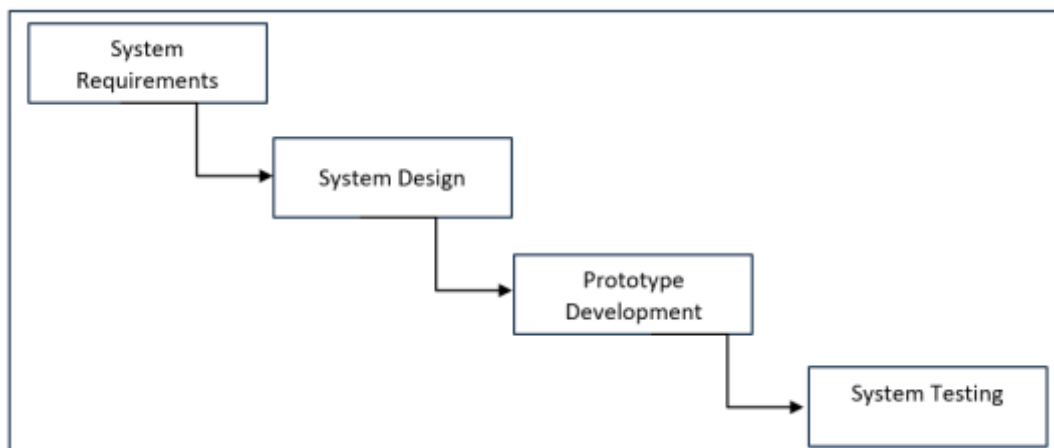 System
Requirements
System Design
Prototype
Development
System Testing